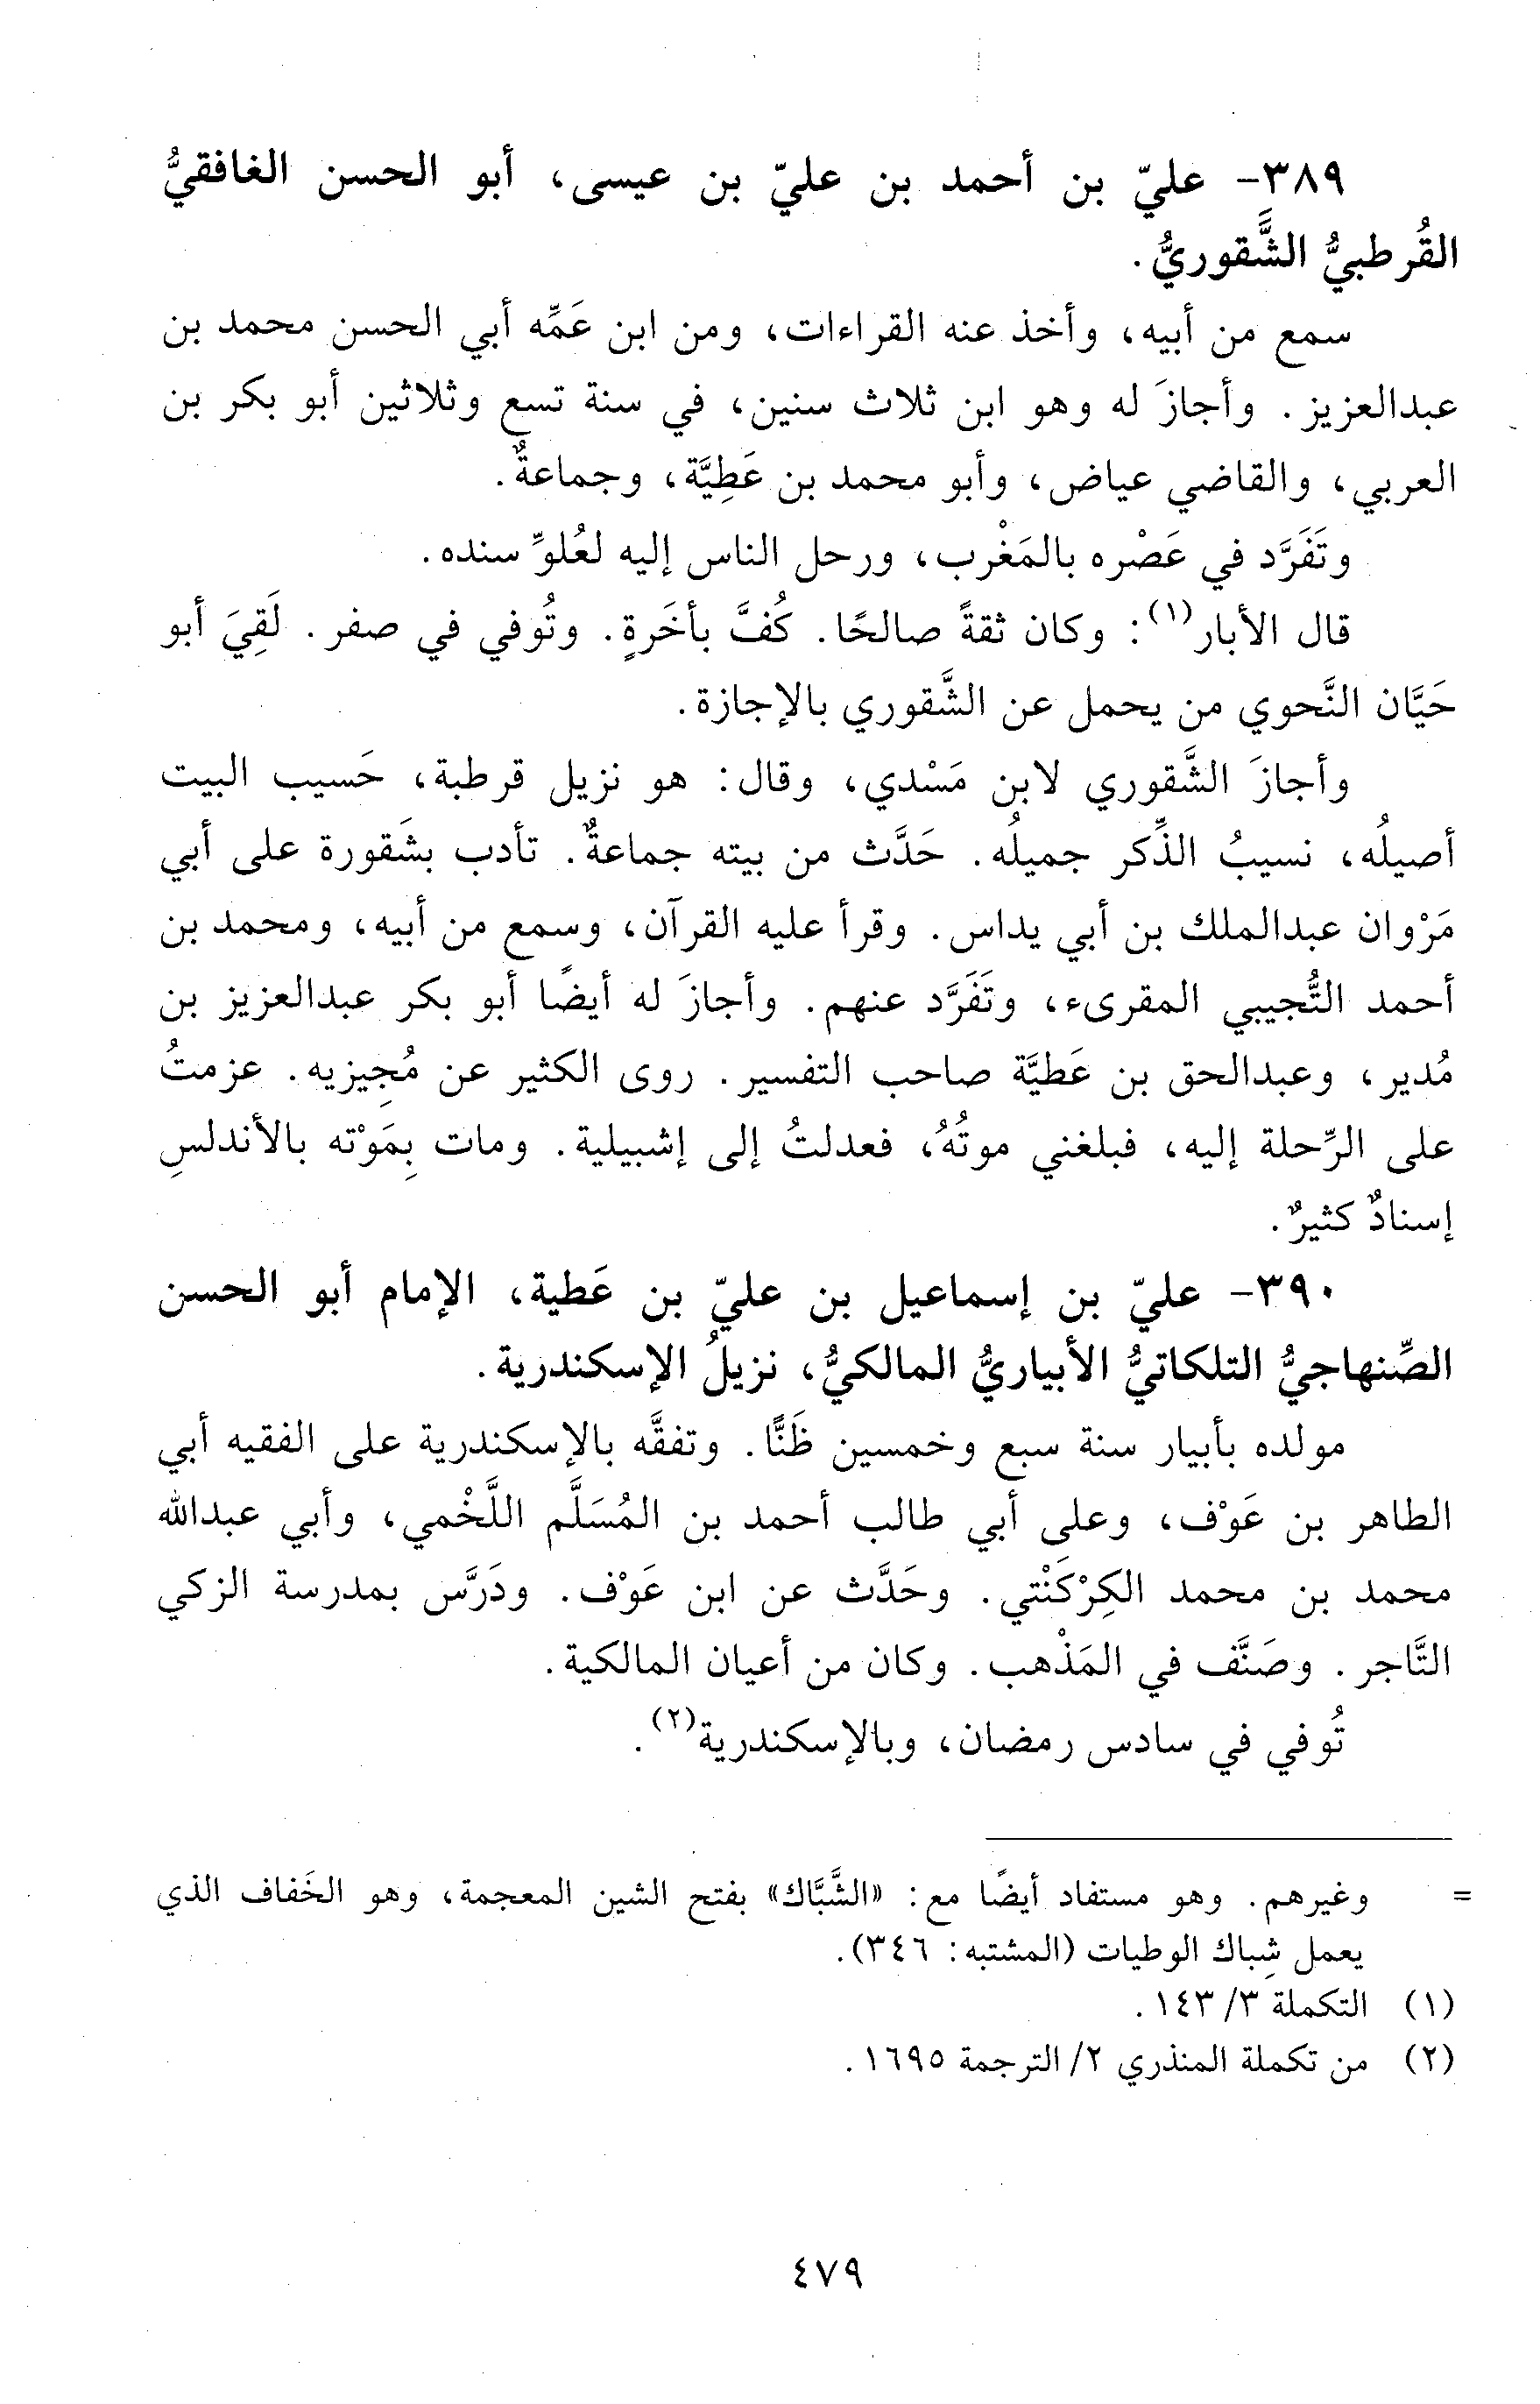 ٣٨٩- عليّ بن أحمد بن عليّ بن عيسى، أبو الحسن الغافقيُّ
القُرطبيُّ الشَّقوريُّ.
سمع من أبيه، وأخذ عنه القراءات، ومن ابن عَمِّه أبي الحسن محمد بن
عبدالعزيز. وأجازَ له وهو ابن ثلاث سنين، في سنة تسع وثلاثين أبو بكر بن
العربي، والقاضي عياض، وأبو محمد بن عَطِيَّة، وجماعةٌ.
وتَفَرَّد في عَصْره بالمَغْرب، ورحل الناس إليه لعُلوِّ سنده.
قال الأبار(١): وكان ثقةً صالحًا. كُفَّ بأَخَرةٍ. وتُوفي في صفر. لَقِيَ أبو
حَيَّان النَّحوي من يحمل عن الشَّقوري بالإجازة.
وأجازَ الشَّقوري لابن مَسْدي، وقال: هو نزيل قرطبة، حَسيب البيت
أصيلُه، نسيبُ الذِّكر جميلُه. حَدَّث من بيته جماعةٌ. تأدب بشَقورة على أبي
مَرْوان عبدالملك بن أبي يداس. وقرأ عليه القرآن، وسمع من أبيه، ومحمد بن
أحمد التُّجيبي المقرىء، وتَفَرَّد عنهم. وأجازَ له أيضًا أبو بكر عبدالعزيز بن
مُدير، وعبدالحق بن عَطيَّة صاحب التفسير. روى الكثير عن مُجِيزيه. عزمتُ
على الرِّحلة إليه، فبلغني موتُهُ، فعدلتُ إلى إشبيلية. ومات بِمَوْته بالأندلسِ
إسنادٌ كثيرٌ.
٣٩٠- عليّ بن إسماعيل بن عليّ بن عَطية، الإمام أبو الحسن
الصِّنهاجيُّ التلكاتيُّ الأبياريُّ المالكيُّ، نزيلُ الإسكندرية.
مولده بأبيار سنة سبع وخمسين ظَنًّا. وتفقَّه بالإسكندرية على الفقيه أبي
الطاهر بن عَوْف، وعلى أبي طالب أحمد بن المُسَلَّم اللَّخْمي، وأبي عبدالله
محمد بن محمد الكِرْكَنْتي. وحَدَّث عن ابن عَوْف. ودَرَّس بمدرسة الزكي
التَّاجر. وصَنَّف في المَذْهب. وكان من أعيان المالكية.
تُوفي في سادس رمضان، وبالإسكندرية(٢).
= وغيرهم. وهو مستفاد أيضًا مع: «الشَّبَّاك» بفتح الشين المعجمة، وهو الخَفاف الذي
يعمل شِباك الوطيات (المشتبه: ٣٤٦).
(١) التكملة ٣/ ١٤٣.
(٢) من تكملة المنذري ٢/ الترجمة ١٦٩٥.
٤٧٩